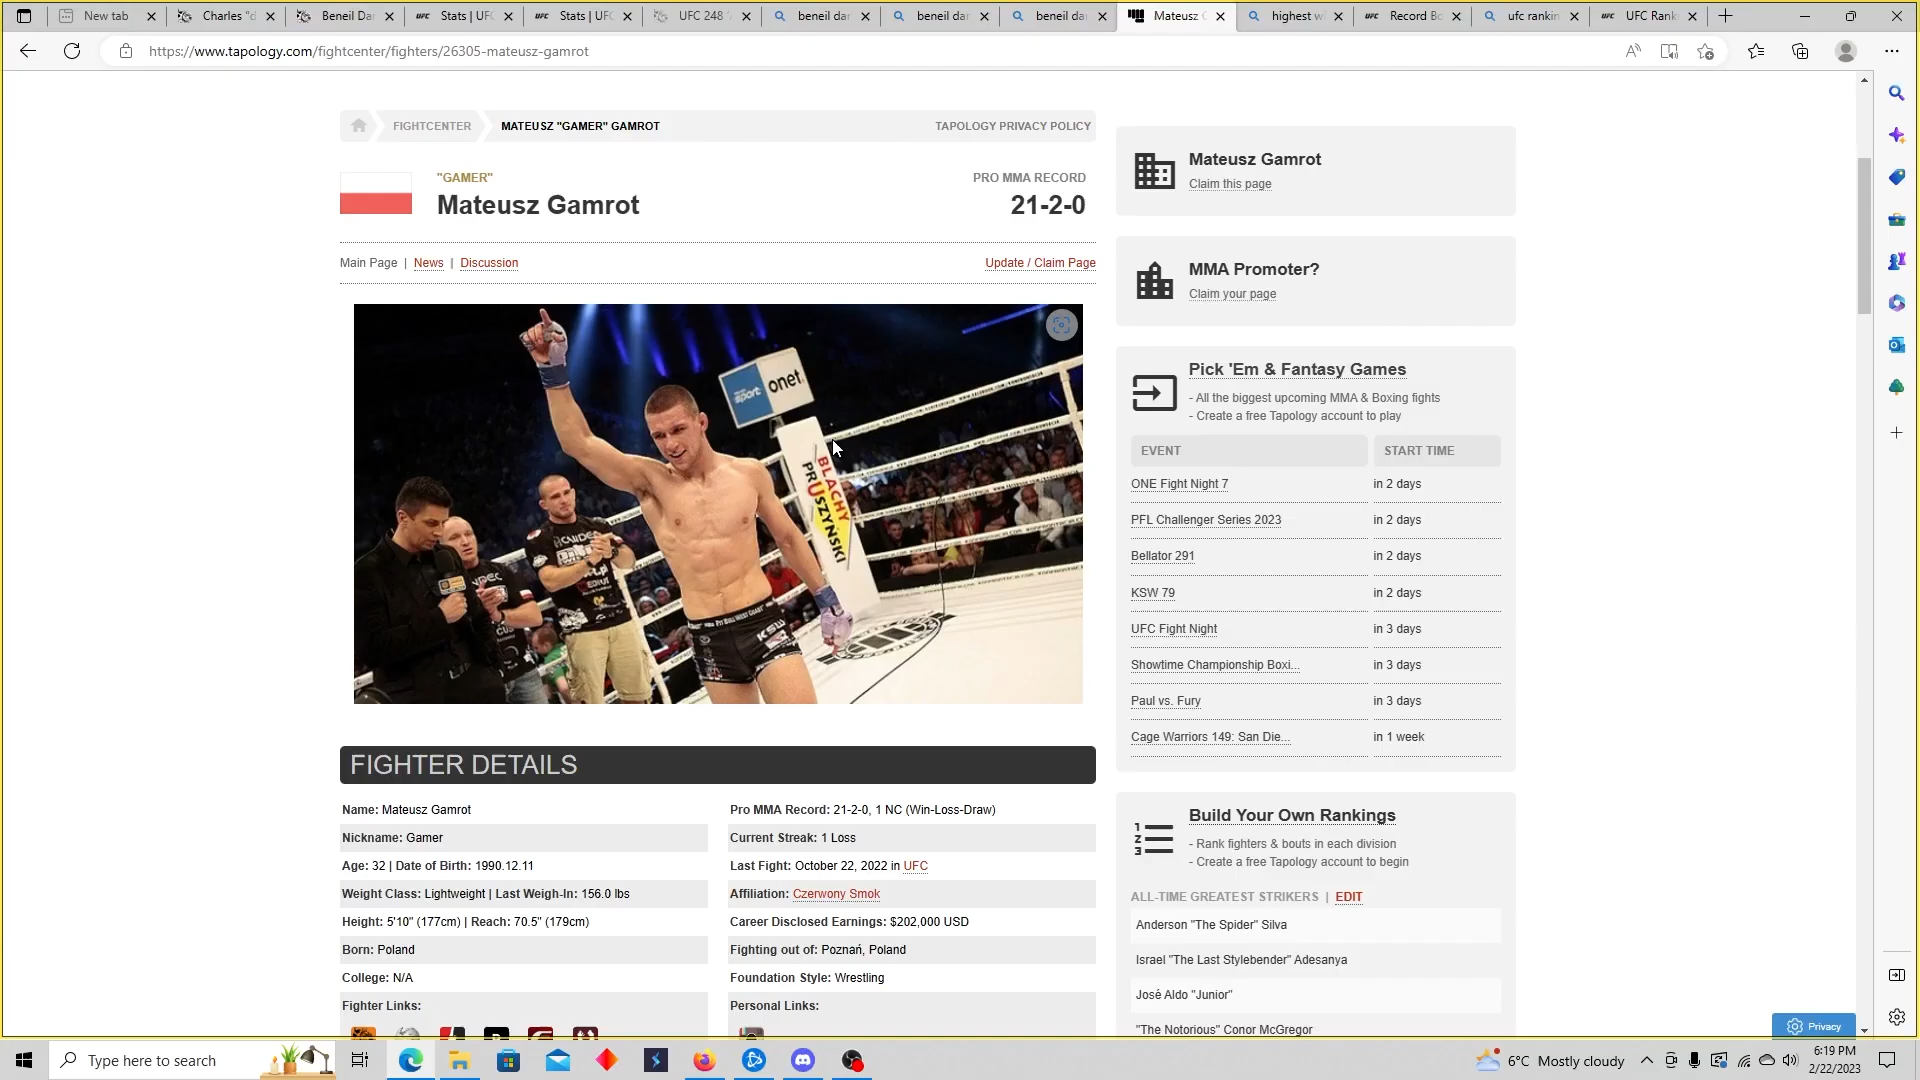 New tab
Charles "d
Beneil Dar
UFC Stats | UFC
UFC Stats | UFC
UFC 248
beneil dar
beneil dar
beneil dar
Mateusz G
highest w
UFC Record Bo
ufc rankin
UFC UFC Rank
https://www.tapology.com/fightcenter/fighters/26305-mateusz-gamrot
FIGHTCENTER
MATEUSZ "GAMER" GAMROT
TAPOLOGY PRIVACY POLICY
"GAMER"
PRO MMA RECORD
Mateusz Gamrot
21-2-0
Main Page | News | Discussion
Update / Claim Page
sport onet.
BLACHY
PRUSZYNSKI
KSW
FIGHTER DETAILS
Name: Mateusz Gamrot
Pro MMA Record: 21-2-0, 1 NC (Win-Loss-Draw)
Nickname: Gamer
Current Streak: 1 Loss
Age: 32 | Date of Birth: 1990.12.11
Last Fight: October 22, 2022 in UFC
Weight Class: Lightweight | Last Weigh-In: 156.0 lbs
Affiliation: Czerwony Smok
Height: 5'10" (177cm) | Reach: 70.5" (179cm)
Career Disclosed Earnings: $202,000 USD
Born: Poland
Fighting out of: Poznań, Poland
College: N/A
Foundation Style: Wrestling
Fighter Links:
Personal Links:
Mateusz Gamrot
Claim this page
MMA Promoter?
Claim your page
Pick 'Em & Fantasy Games
- All the biggest upcoming MMA & Boxing fights
- Create a free Tapology account to play
EVENT START TIME
ONE Fight Night 7 in 2 days
PFL Challenger Series 2023 in 2 days
Bellator 291 in 2 days
KSW 79 in 2 days
UFC Fight Night in 3 days
Showtime Championship Boxi... in 3 days
Paul vs. Fury in 3 days
Cage Warriors 149: San Die... in 1 week
Build Your Own Rankings
- Rank fighters & bouts in each division
- Create a free Tapology account to begin
ALL-TIME GREATEST STRIKERS | EDIT
Anderson "The Spider" Silva
Israel "The Last Stylebender" Adesanya
José Aldo "Junior"
"The Notorious" Conor McGregor
Privacy
Type here to search
6°C Mostly cloudy
6:19 PM
2/22/2023